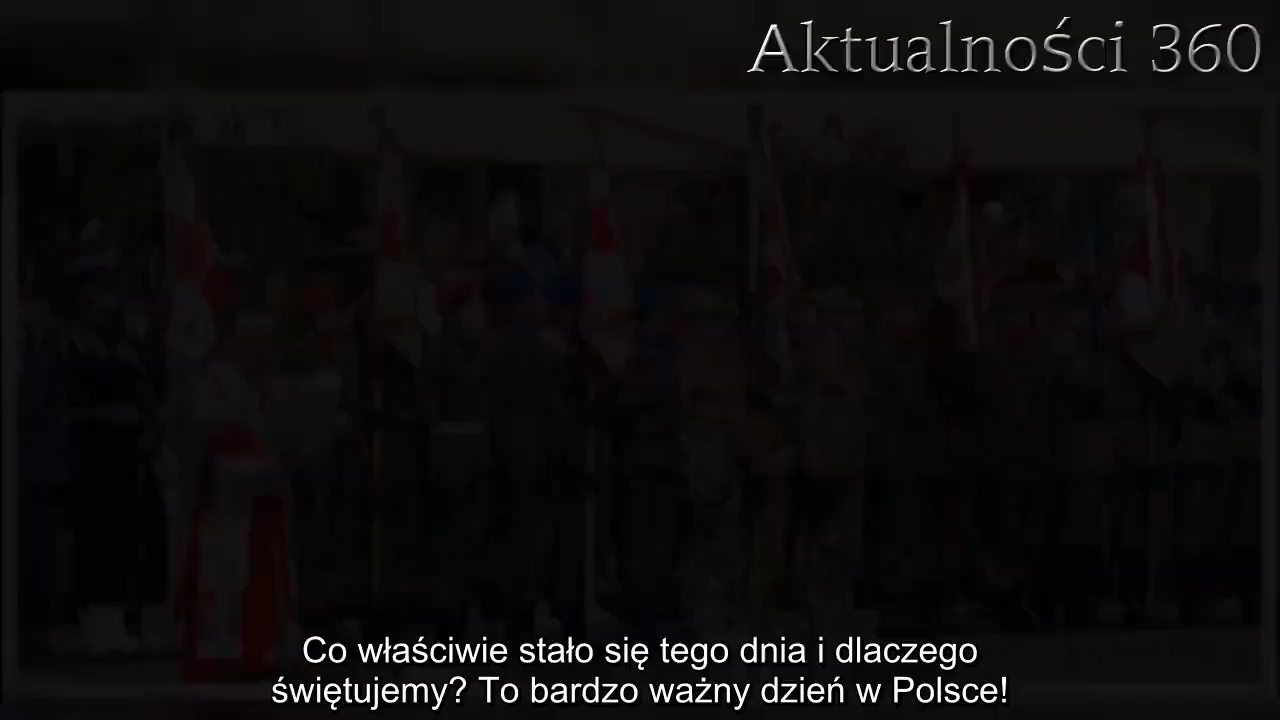 Aktualności 360
Co właściwie stało się tego dnia i dlaczego
świętujemy? To bardzo ważny dzień w Polsce!